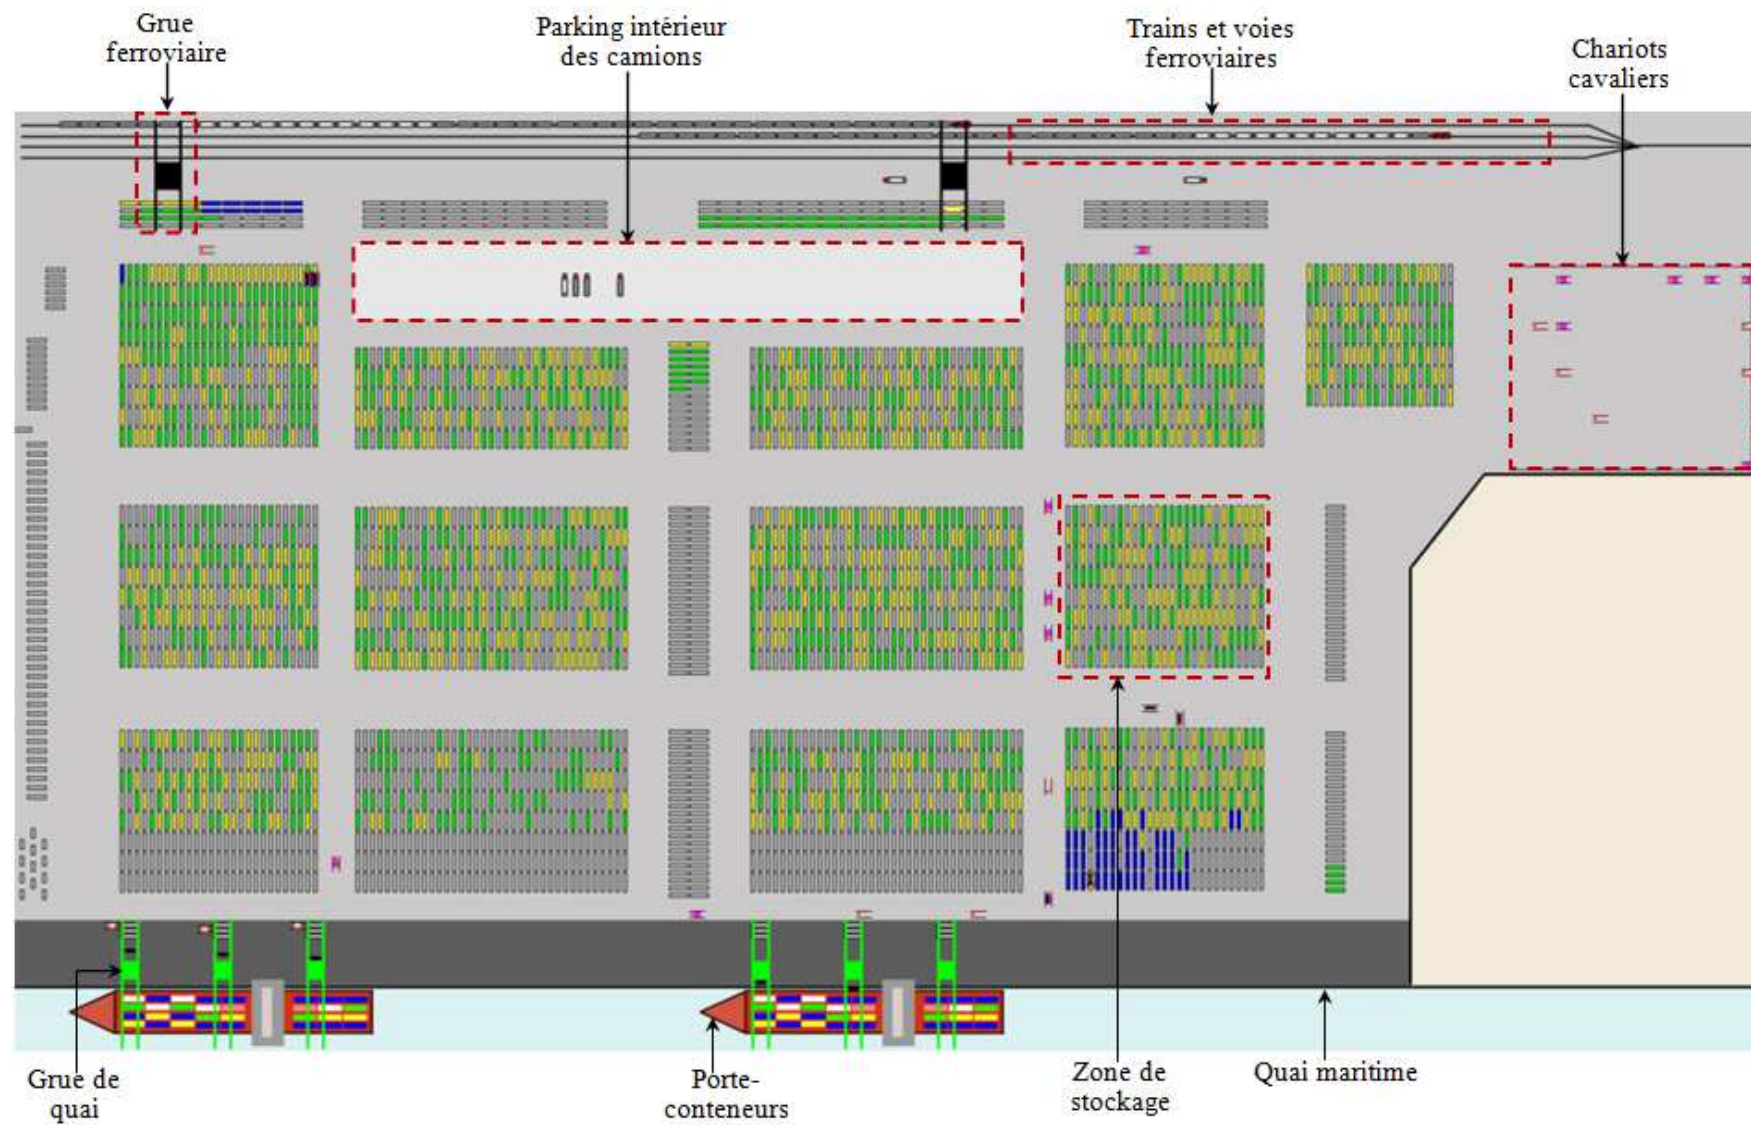 Grue
ferroviaire
Parking intérieur
des camions
Trains et voies
ferroviaires
Chariots
cavaliers
Grue de
quai
Porte-
conteneurs
Zone de
stockage
Quai maritime